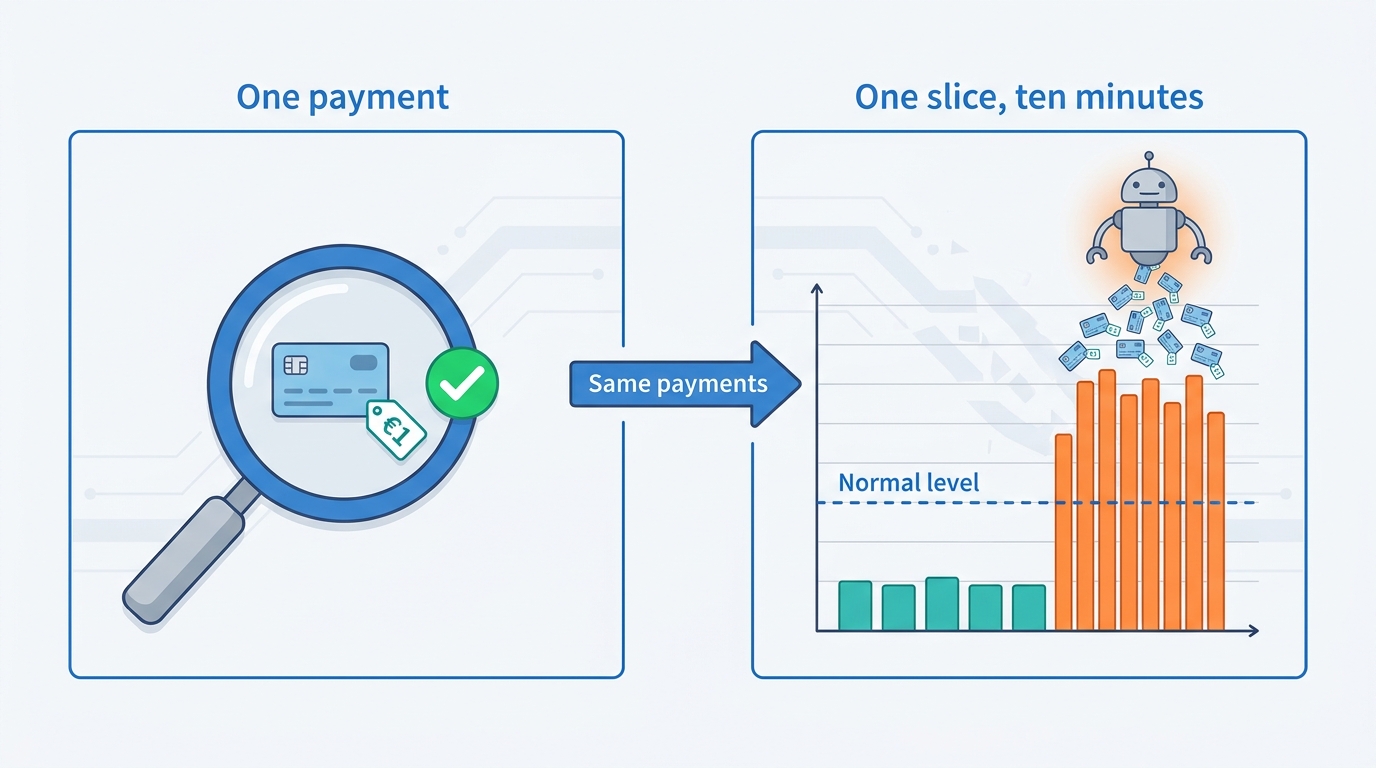 One payment
One slice, ten minutes
€1
Same payments
Normal level